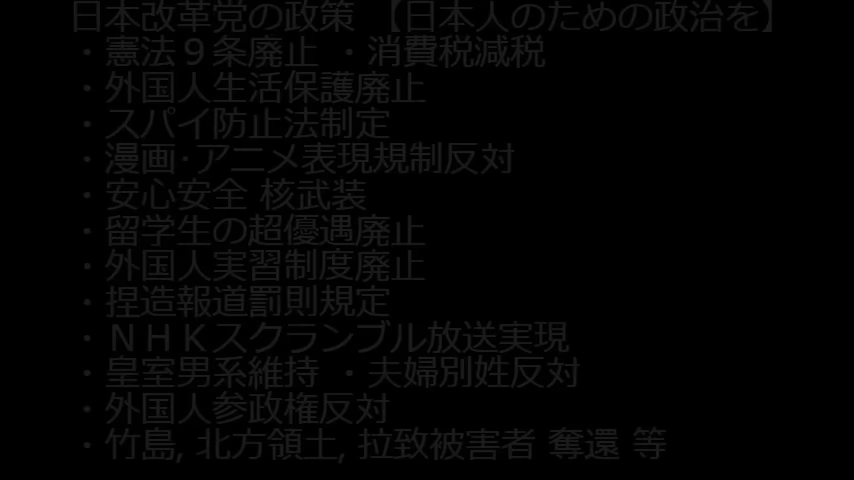 日本改革党の政策 【日本人のための政治を】
・憲法９条廃止 ・消費税減税
・外国人生活保護廃止
・スパイ防止法制定
・漫画･アニメ表現規制反対
・安心安全 核武装
・留学生の超優遇廃止
・外国人実習制度廃止
・捏造報道罰則規定
・ＮＨＫスクランブル放送実現
・皇室男系維持 ・夫婦別姓反対
・外国人参政権反対
・竹島, 北方領土, 拉致被害者 奪還 等